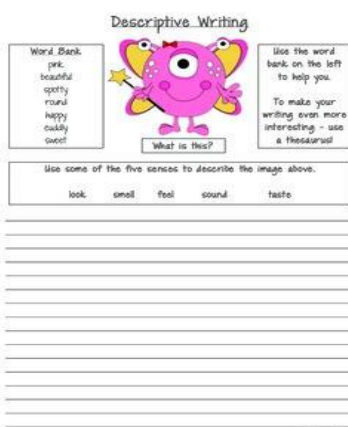 Descriptive Writing
Word Bank
pink
beautiful
spotty
round
happy
cuddly
sweet
What is this?
Use the word
bank on the left
to help you.
To make your
writing even more
interesting - use
a thesaurus!
Use some of the five senses to describe the image above.
look smell feel sound taste